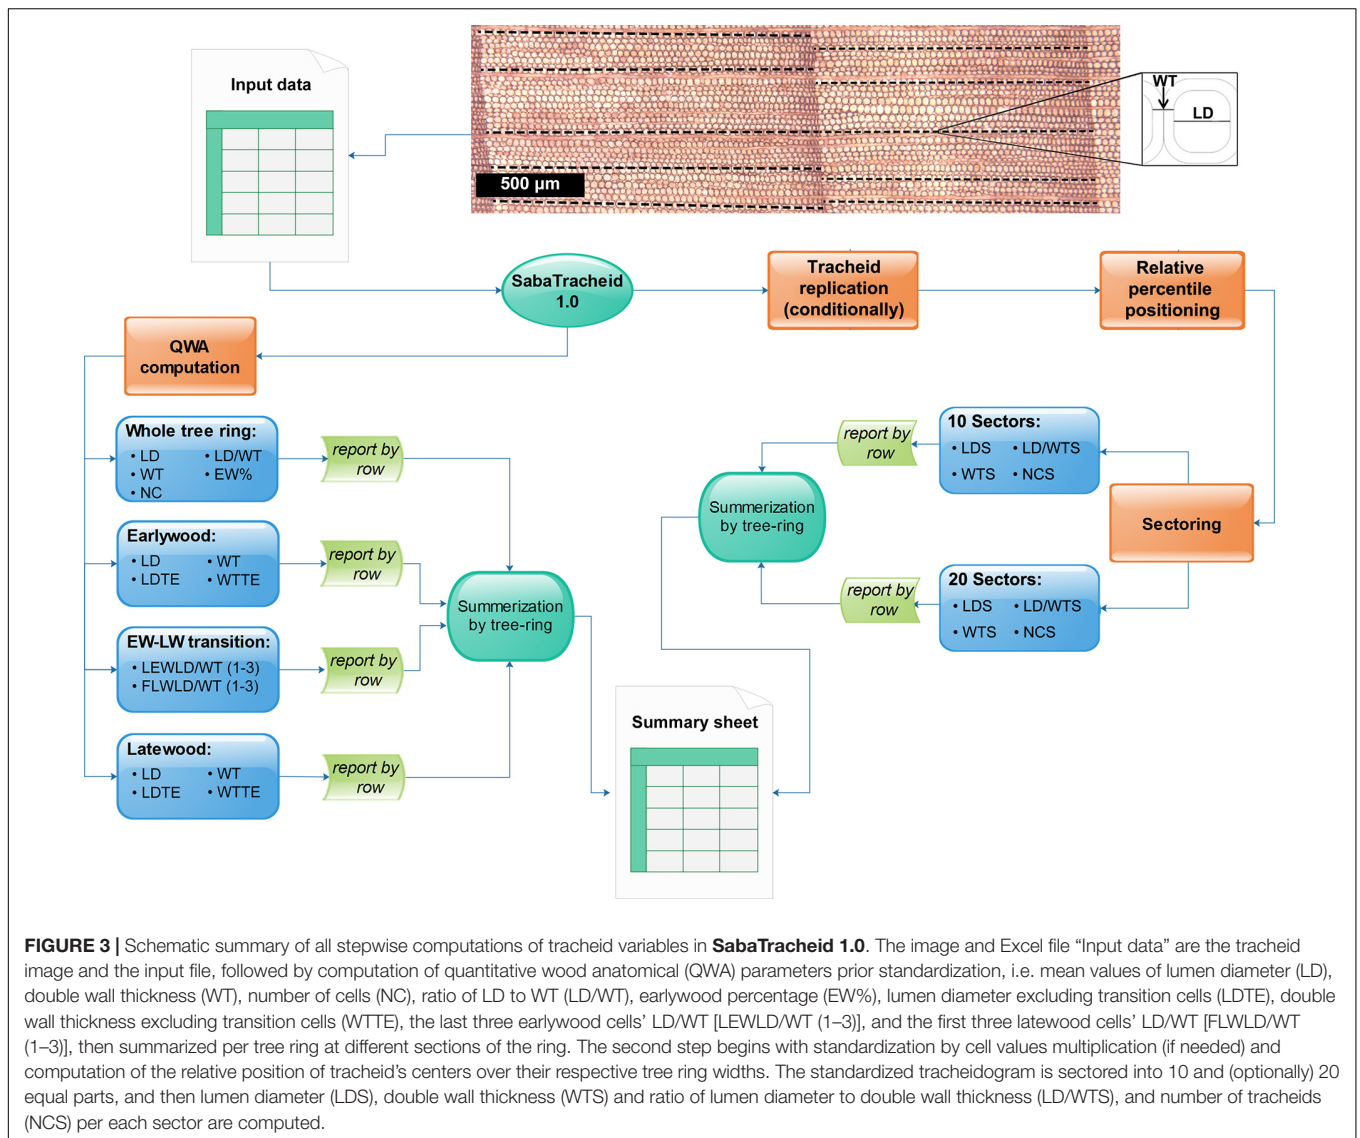 Input data
WT
LD
500 µm
SabaTracheid
1.0
Tracheid
replication
(conditionally)
Relative
percentile
positioning
QWA
computation
Whole tree ring:
• LD • LD/WT
• WT • EW%
• NC
report by
row
Earlywood:
• LD • WT
• LDTE • WTTE
report by
row
EW-LW transition:
• LEWLD/WT (1-3)
• FLWLD/WT (1-3)
report by
row
Latewood:
• LD • WT
• LDTE • WTTE
report by
row
Summerization
by tree-ring
10 Sectors:
• LDS • LD/WTS
• WTS • NCS
report by
row
Sectoring
20 Sectors:
• LDS • LD/WTS
• WTS • NCS
report by
row
Summerization
by tree-ring
Summary sheet
FIGURE 3 | Schematic summary of all stepwise computations of tracheid variables in SabaTracheid 1.0. The image and Excel file “Input data” are the tracheid
image and the input file, followed by computation of quantitative wood anatomical (QWA) parameters prior standardization, i.e. mean values of lumen diameter (LD),
double wall thickness (WT), number of cells (NC), ratio of LD to WT (LD/WT), earlywood percentage (EW%), lumen diameter excluding transition cells (LDTE), double
wall thickness excluding transition cells (WTTE), the last three earlywood cells’ LD/WT [LEWLD/WT (1–3)], and the first three latewood cells’ LD/WT [FLWLD/WT
(1–3)], then summarized per tree ring at different sections of the ring. The second step begins with standardization by cell values multiplication (if needed) and
computation of the relative position of tracheid’s centers over their respective tree ring widths. The standardized tracheidogram is sectored into 10 and (optionally) 20
equal parts, and then lumen diameter (LDS), double wall thickness (WTS) and ratio of lumen diameter to double wall thickness (LD/WTS), and number of tracheids
(NCS) per each sector are computed.